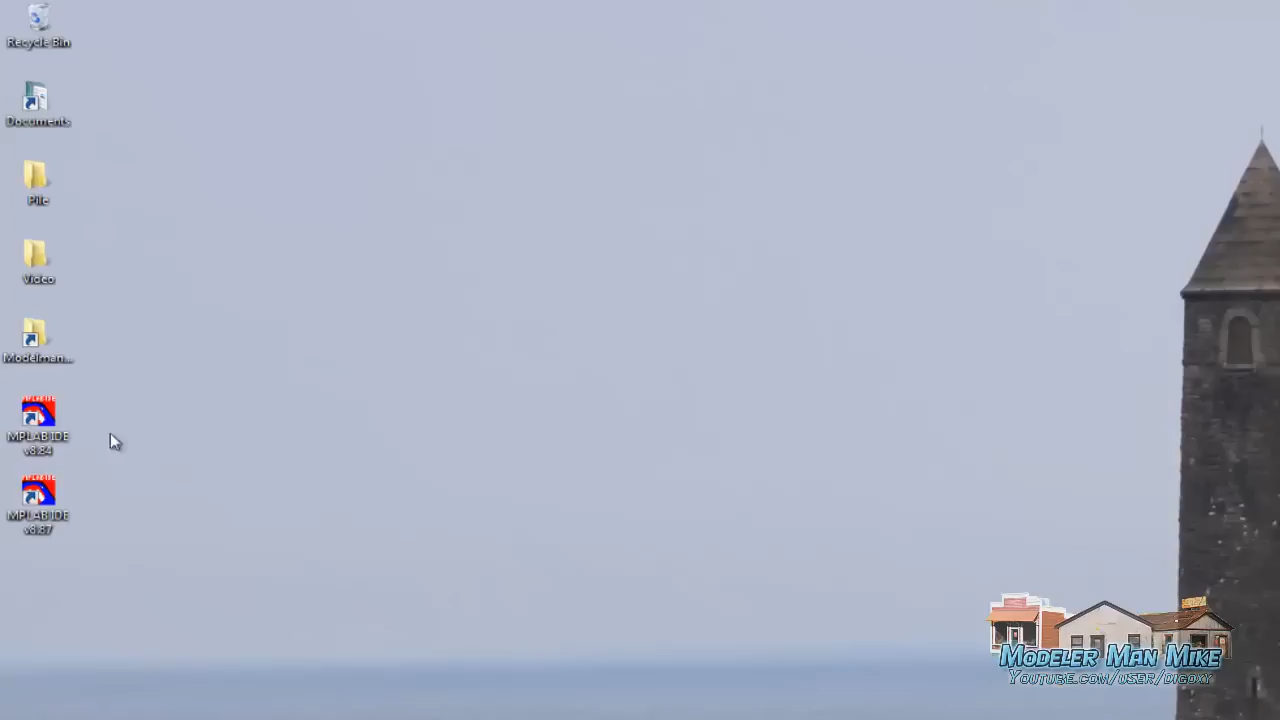 Recycle Bin
Documents
Pile
Video
Modelman...
MPLAB IDE
v8.84
MPLAB IDE
v8.87
MODELER MAN MIKE
YOUTUBE.COM/USER/DIGOXY